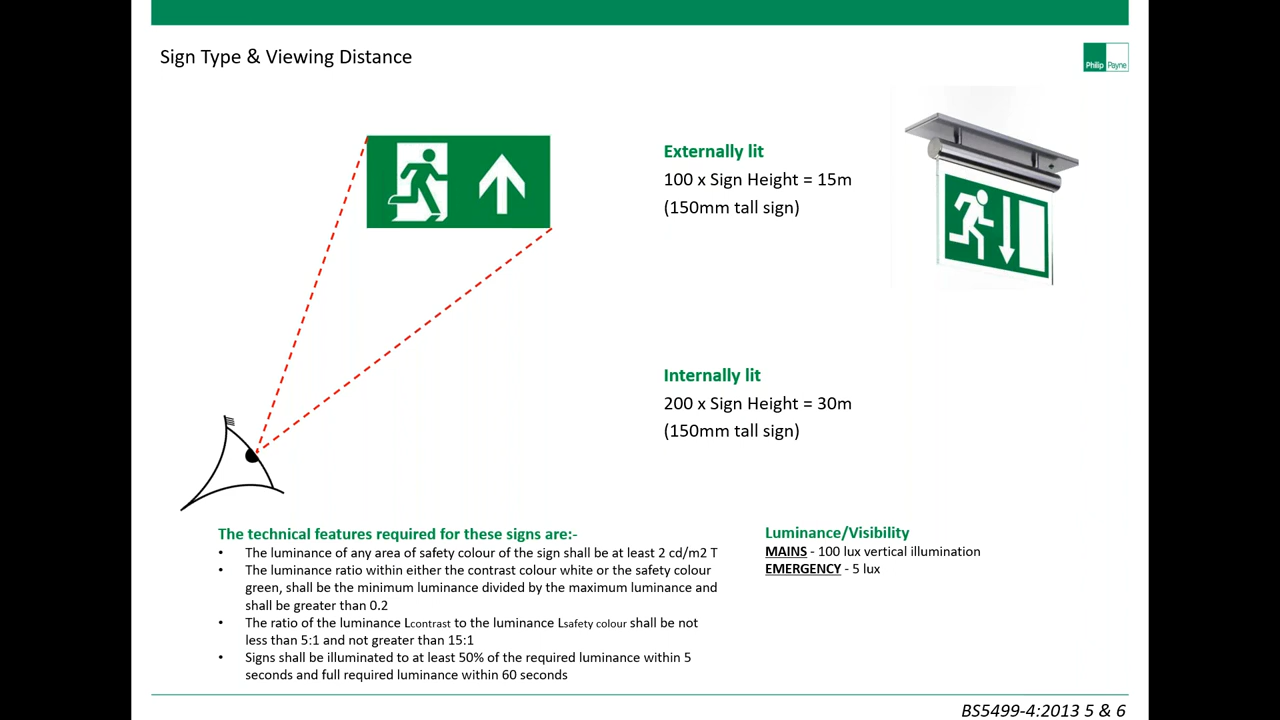 Sign Type & Viewing Distance
Philip Payne
Externally lit
100 x Sign Height = 15m
(150mm tall sign)
Internally lit
200 x Sign Height = 30m
(150mm tall sign)
The technical features required for these signs are:-
• The luminance of any area of safety colour of the sign shall be at least 2 cd/m2 T
• The luminance ratio within either the contrast colour white or the safety colour
green, shall be the minimum luminance divided by the maximum luminance and
shall be greater than 0.2
• The ratio of the luminance Lcontrast to the luminance Lsafety colour shall be not
less than 5:1 and not greater than 15:1
• Signs shall be illuminated to at least 50% of the required luminance within 5
seconds and full required luminance within 60 seconds
Luminance/Visibility
MAINS - 100 lux vertical illumination
EMERGENCY - 5 lux
BS5499-4:2013 5 & 6